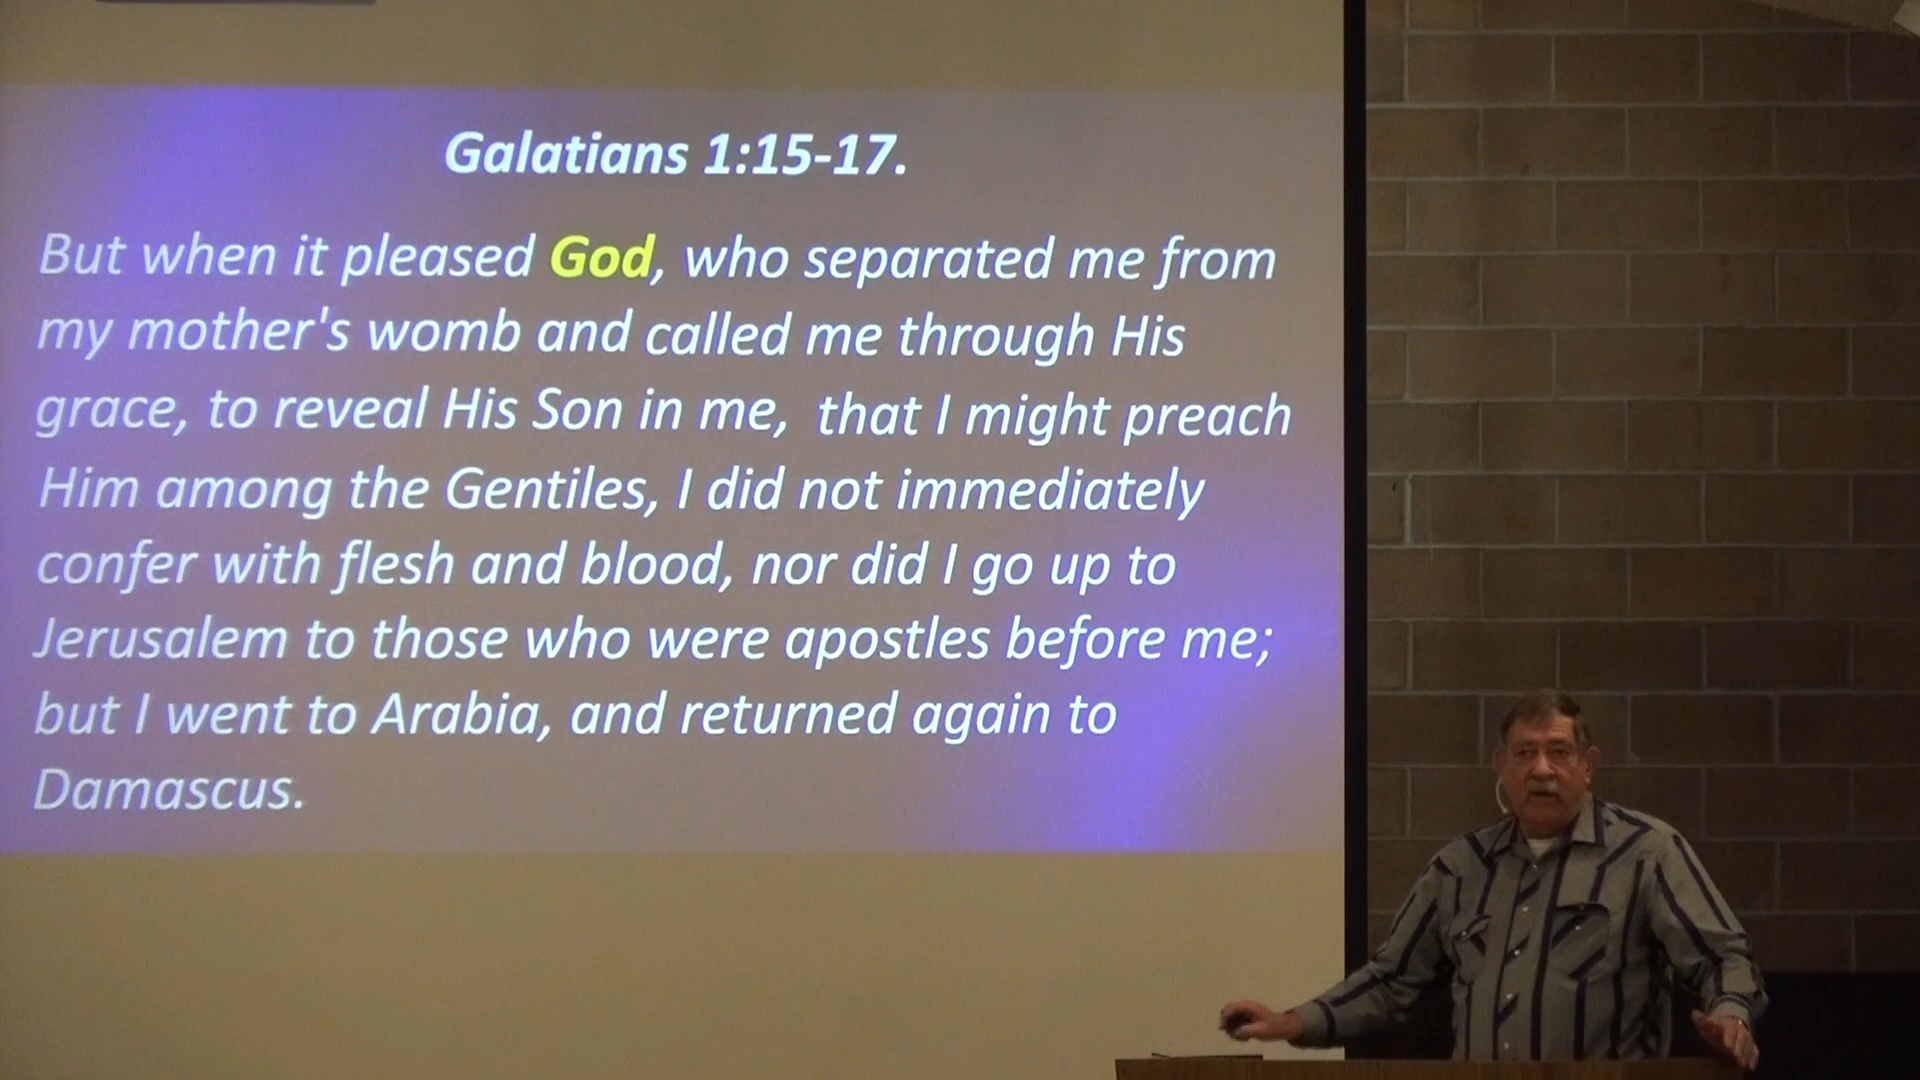 Galatians 1:15-17.
But when it pleased God, who separated me from
my mother's womb and called me through His
grace, to reveal His Son in me, that I might preach
Him among the Gentiles, I did not immediately
confer with flesh and blood, nor did I go up to
Jerusalem to those who were apostles before me;
but I went to Arabia, and returned again to
Damascus.